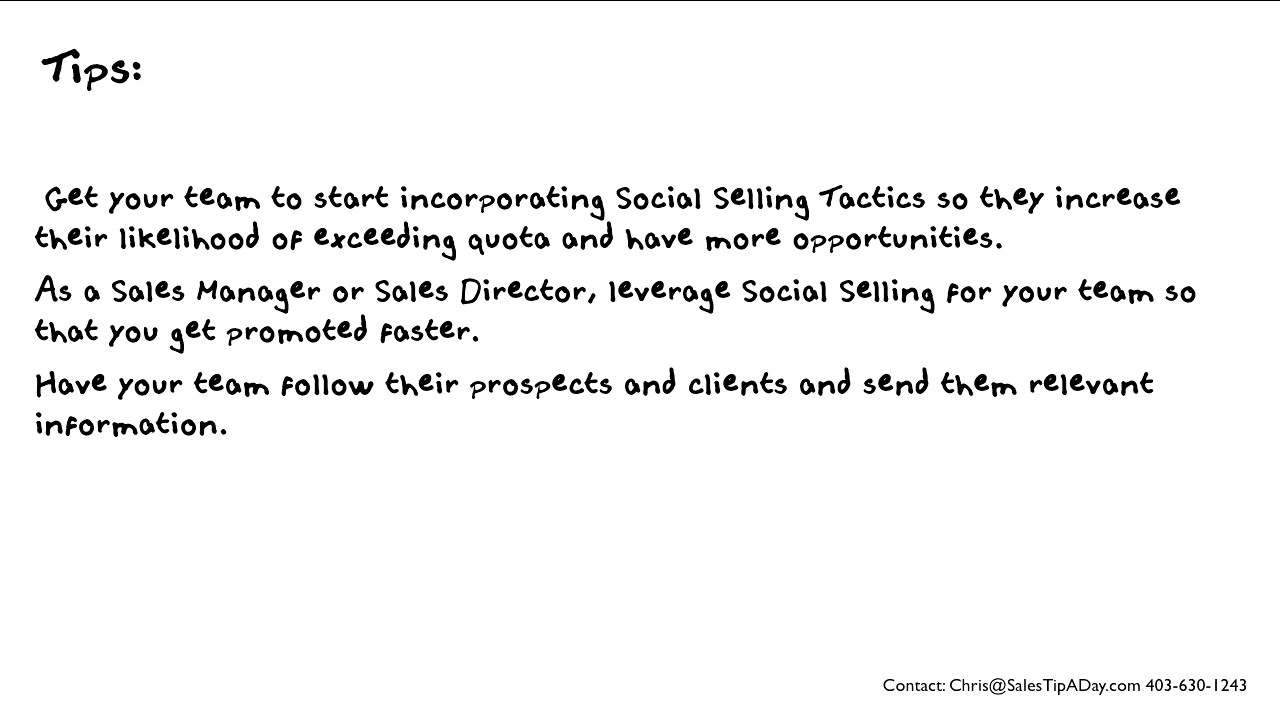 Tips:
Get your team to start incorporating Social Selling Tactics so they increase
their likelihood of exceeding quota and have more opportunities.
As a Sales Manager or Sales Director, leverage Social Selling for your team so
that you get promoted faster.
Have your team follow their prospects and clients and send them relevant
information.
Contact: Chris@SalesTipADay.com 403-630-1243